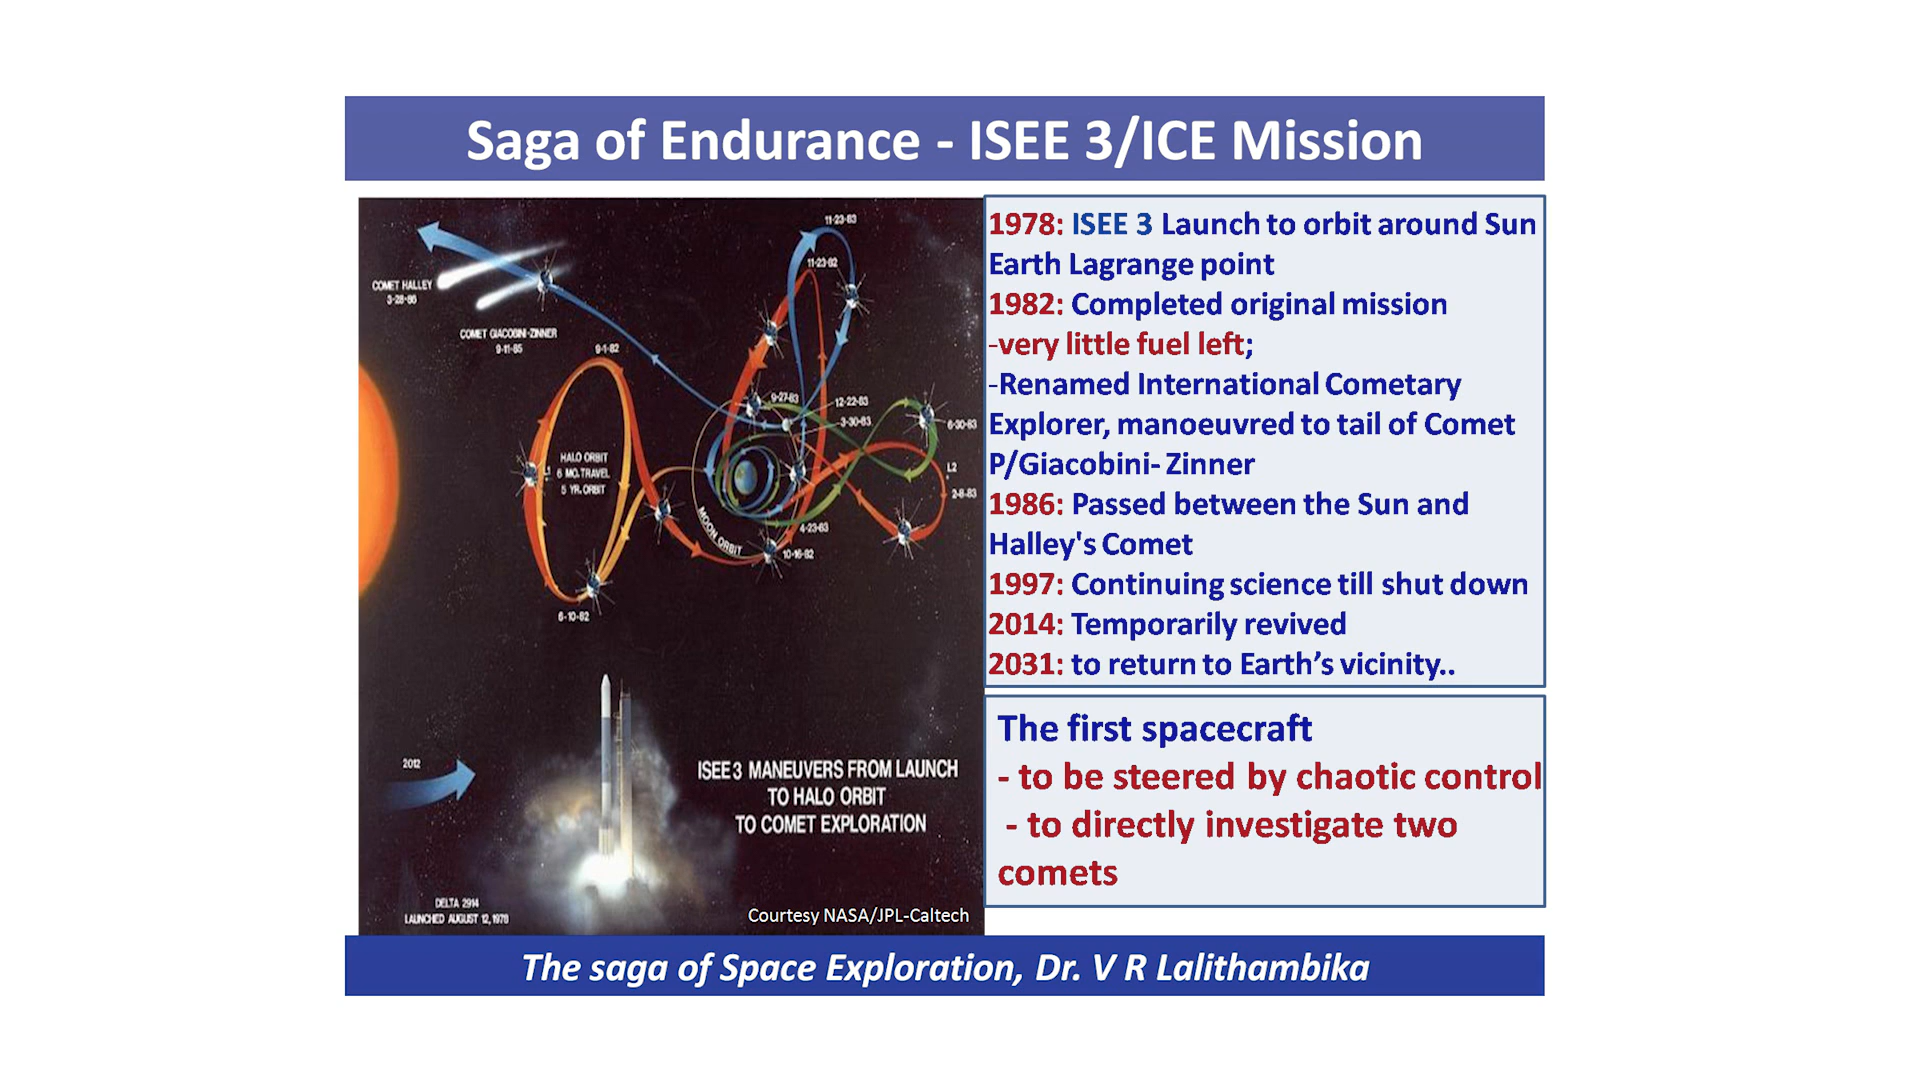 Saga of Endurance - ISEE 3/ICE Mission
11-23-83
11-23-82
COMET HALLEY
3-28-86
COMET GIACOBINI-ZINNER
9-11-85
9-1-82
9-27-83
12-22-83
3-30-83
6-30-83
HALO ORBIT
L1 6 MO. TRAVEL
5 YR. ORBIT
L2
2-8-83
MOON ORBIT
4-23-83
10-16-82
6-10-82
2012
ISEE 3 MANEUVERS FROM LAUNCH
TO HALO ORBIT
TO COMET EXPLORATION
DELTA 2914
LAUNCHED AUGUST 12, 1978
Courtesy NASA/JPL-Caltech
1978: ISEE 3 Launch to orbit around Sun
Earth Lagrange point
1982: Completed original mission
-very little fuel left;
-Renamed International Cometary
Explorer, manoeuvred to tail of Comet
P/Giacobini- Zinner
1986: Passed between the Sun and
Halley's Comet
1997: Continuing science till shut down
2014: Temporarily revived
2031: to return to Earth’s vicinity..
The first spacecraft
- to be steered by chaotic control
- to directly investigate two
comets
The saga of Space Exploration, Dr. V R Lalithambika